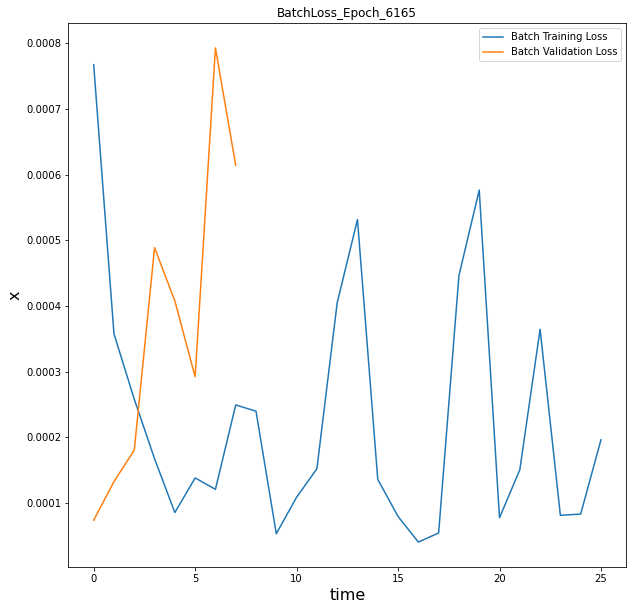 BatchLoss_Epoch_6165
Batch Training Loss
Batch Validation Loss
0.0008
0.0007
0.0006
0.0005
0.0004
0.0003
0.0002
0.0001
x
0 5 10 15 20 25
time